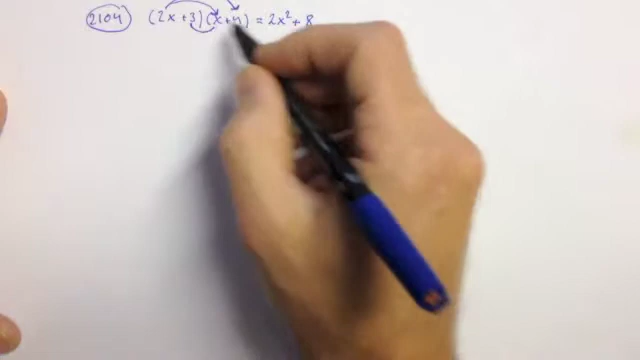 2104 (2x+3)(x+4) = 2x² + 8